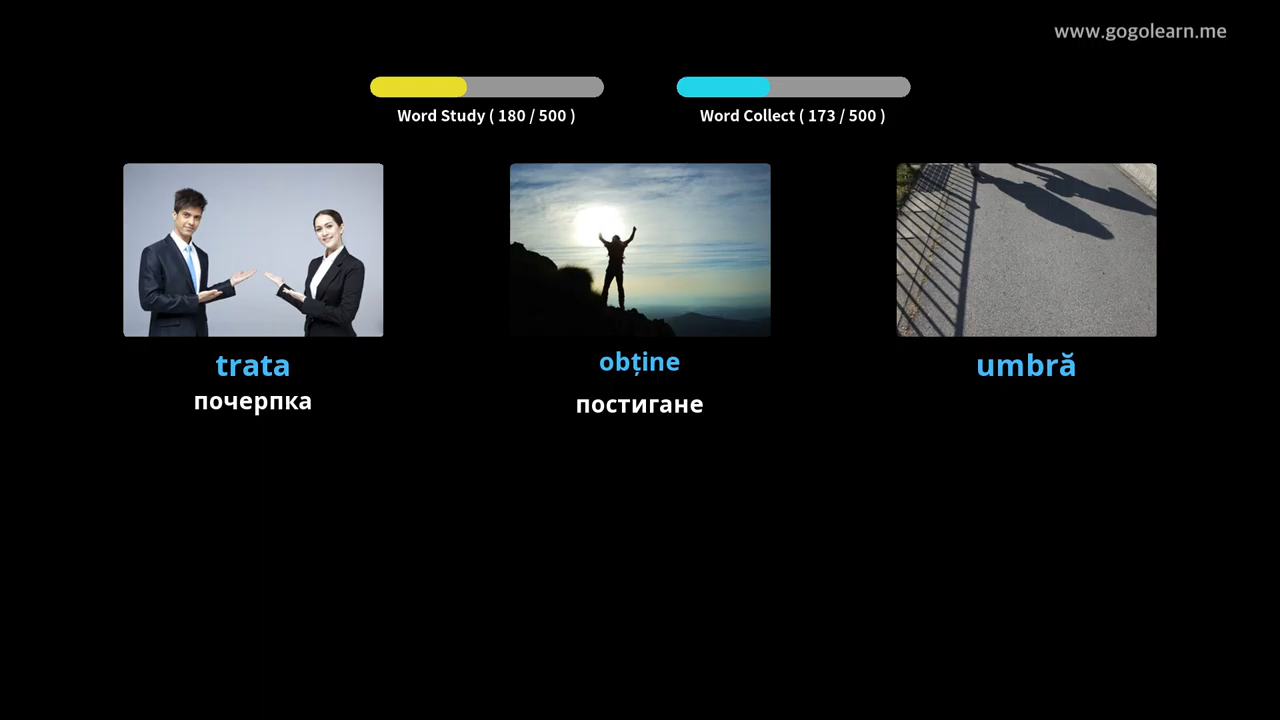 www.gogolearn.me
Word Study ( 180 / 500 )
Word Collect ( 173 / 500 )
trata
почерпка
obține
постигане
umbră